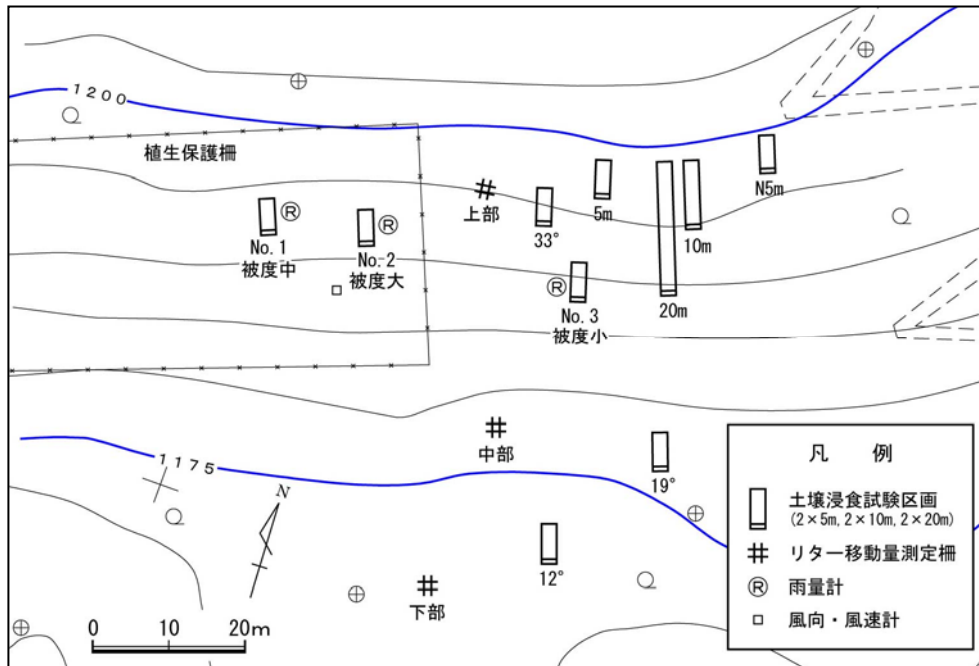 1200
植生保護柵
上部
33°
5m
10m
N5m
No.1
被度中
No.2
被度大
20m
No.3
被度小
中部
1175
19°
N
12°
下部
0 10 20m
凡 例
土壌浸食試験区画
(2×5m, 2×10m, 2×20m)
リター移動量測定柵
R 雨量計
風向・風速計
R
R
R